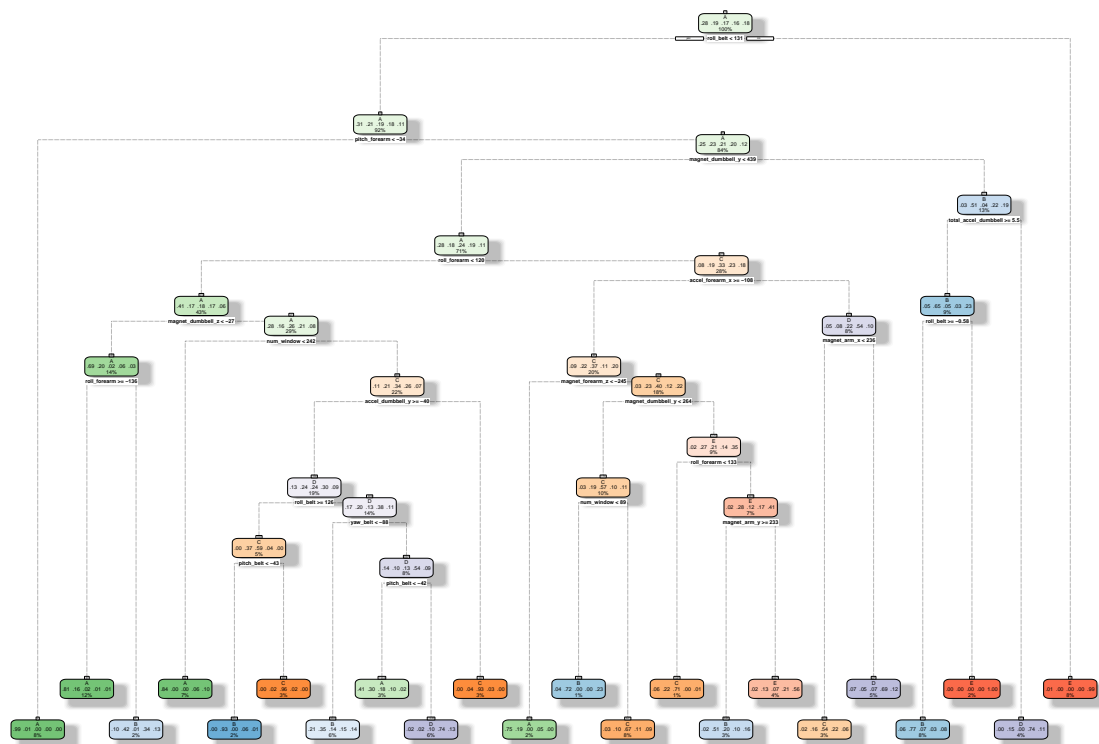 A
.28 .19 .17 .16 .18
100%
roll_belt < 131
A
.31 .21 .19 .18 .11
92%
pitch_forearm < −34
A
.25 .23 .21 .20 .12
84%
magnet_dumbbell_y < 439
B
.03 .51 .04 .22 .19
13%
total_accel_dumbbell >= 5.5
A
.28 .18 .24 .19 .11
71%
roll_forearm < 120
C
.08 .19 .33 .23 .18
28%
accel_forearm_x >= −108
A
.41 .17 .18 .17 .06
43%
magnet_dumbbell_z < −27
B
.05 .65 .05 .03 .23
9%
roll_belt >= −0.58
A
.28 .16 .26 .21 .08
29%
num_window < 242
D
.05 .08 .22 .54 .10
8%
magnet_arm_x < 236
A
.69 .20 .02 .06 .03
14%
roll_forearm >= −136
C
.09 .22 .37 .11 .20
20%
magnet_forearm_z < −245
C
.11 .21 .34 .26 .07
22%
accel_dumbbell_y >= −40
C
.03 .23 .40 .12 .22
18%
magnet_dumbbell_y < 264
E
.02 .27 .21 .14 .35
9%
roll_forearm < 133
D
.13 .24 .24 .30 .09
19%
roll_belt >= 126
C
.03 .19 .57 .10 .11
10%
num_window < 89
D
.17 .20 .13 .38 .11
14%
yaw_belt < −88
E
.02 .28 .12 .17 .41
7%
magnet_arm_y >= 233
C
.00 .37 .59 .04 .00
5%
pitch_belt < −43
D
.14 .10 .13 .54 .09
8%
pitch_belt < −42
A
.81 .16 .02 .01 .01
12%
A
.84 .00 .00 .06 .10
7%
C
.00 .02 .96 .02 .00
3%
A
.41 .30 .18 .10 .02
3%
C
.00 .04 .93 .03 .00
3%
B
.04 .72 .00 .00 .23
1%
C
.06 .22 .71 .00 .01
1%
E
.02 .13 .07 .21 .56
4%
D
.07 .05 .07 .69 .12
5%
E
.00 .00 .00 .00 1.00
2%
E
.01 .00 .00 .00 .99
8%
A
.99 .01 .00 .00 .00
8%
B
.10 .42 .01 .34 .13
2%
B
.00 .93 .00 .06 .01
2%
B
.21 .35 .14 .15 .14
6%
D
.02 .02 .10 .74 .13
6%
A
.75 .19 .00 .05 .00
2%
C
.03 .10 .67 .11 .09
8%
B
.02 .51 .20 .10 .16
3%
C
.02 .16 .54 .22 .06
3%
B
.06 .77 .07 .03 .08
8%
D
.00 .15 .00 .74 .11
4%